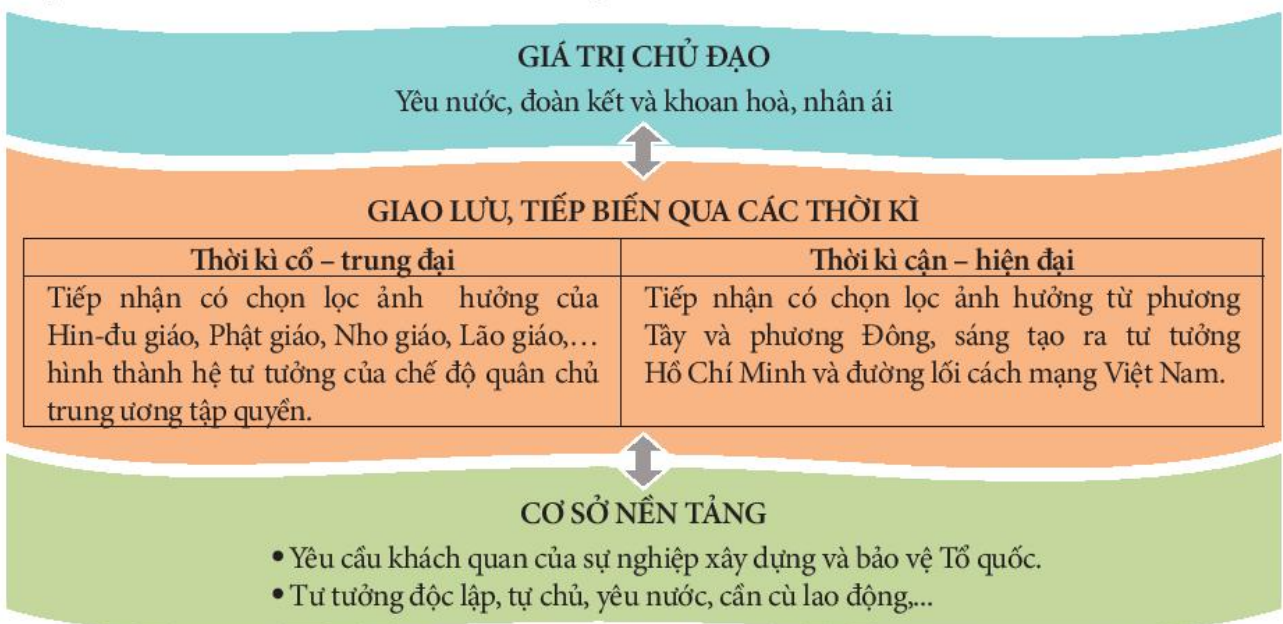 GIÁ TRỊ CHỦ ĐẠO
Yêu nước, đoàn kết và khoan hoà, nhân ái
GIAO LƯU, TIẾP BIẾN QUA CÁC THỜI KÌ
Thời kì cổ – trung đại
Tiếp nhận có chọn lọc ảnh hưởng của
Hin-đu giáo, Phật giáo, Nho giáo, Lão giáo,…
hình thành hệ tư tưởng của chế độ quân chủ
trung ương tập quyền.
Thời kì cận – hiện đại
Tiếp nhận có chọn lọc ảnh hưởng từ phương
Tây và phương Đông, sáng tạo ra tư tưởng
Hồ Chí Minh và đường lối cách mạng Việt Nam.
CƠ SỞ NỀN TẢNG
• Yêu cầu khách quan của sự nghiệp xây dựng và bảo vệ Tổ quốc.
• Tư tưởng độc lập, tự chủ, yêu nước, cần cù lao động,...